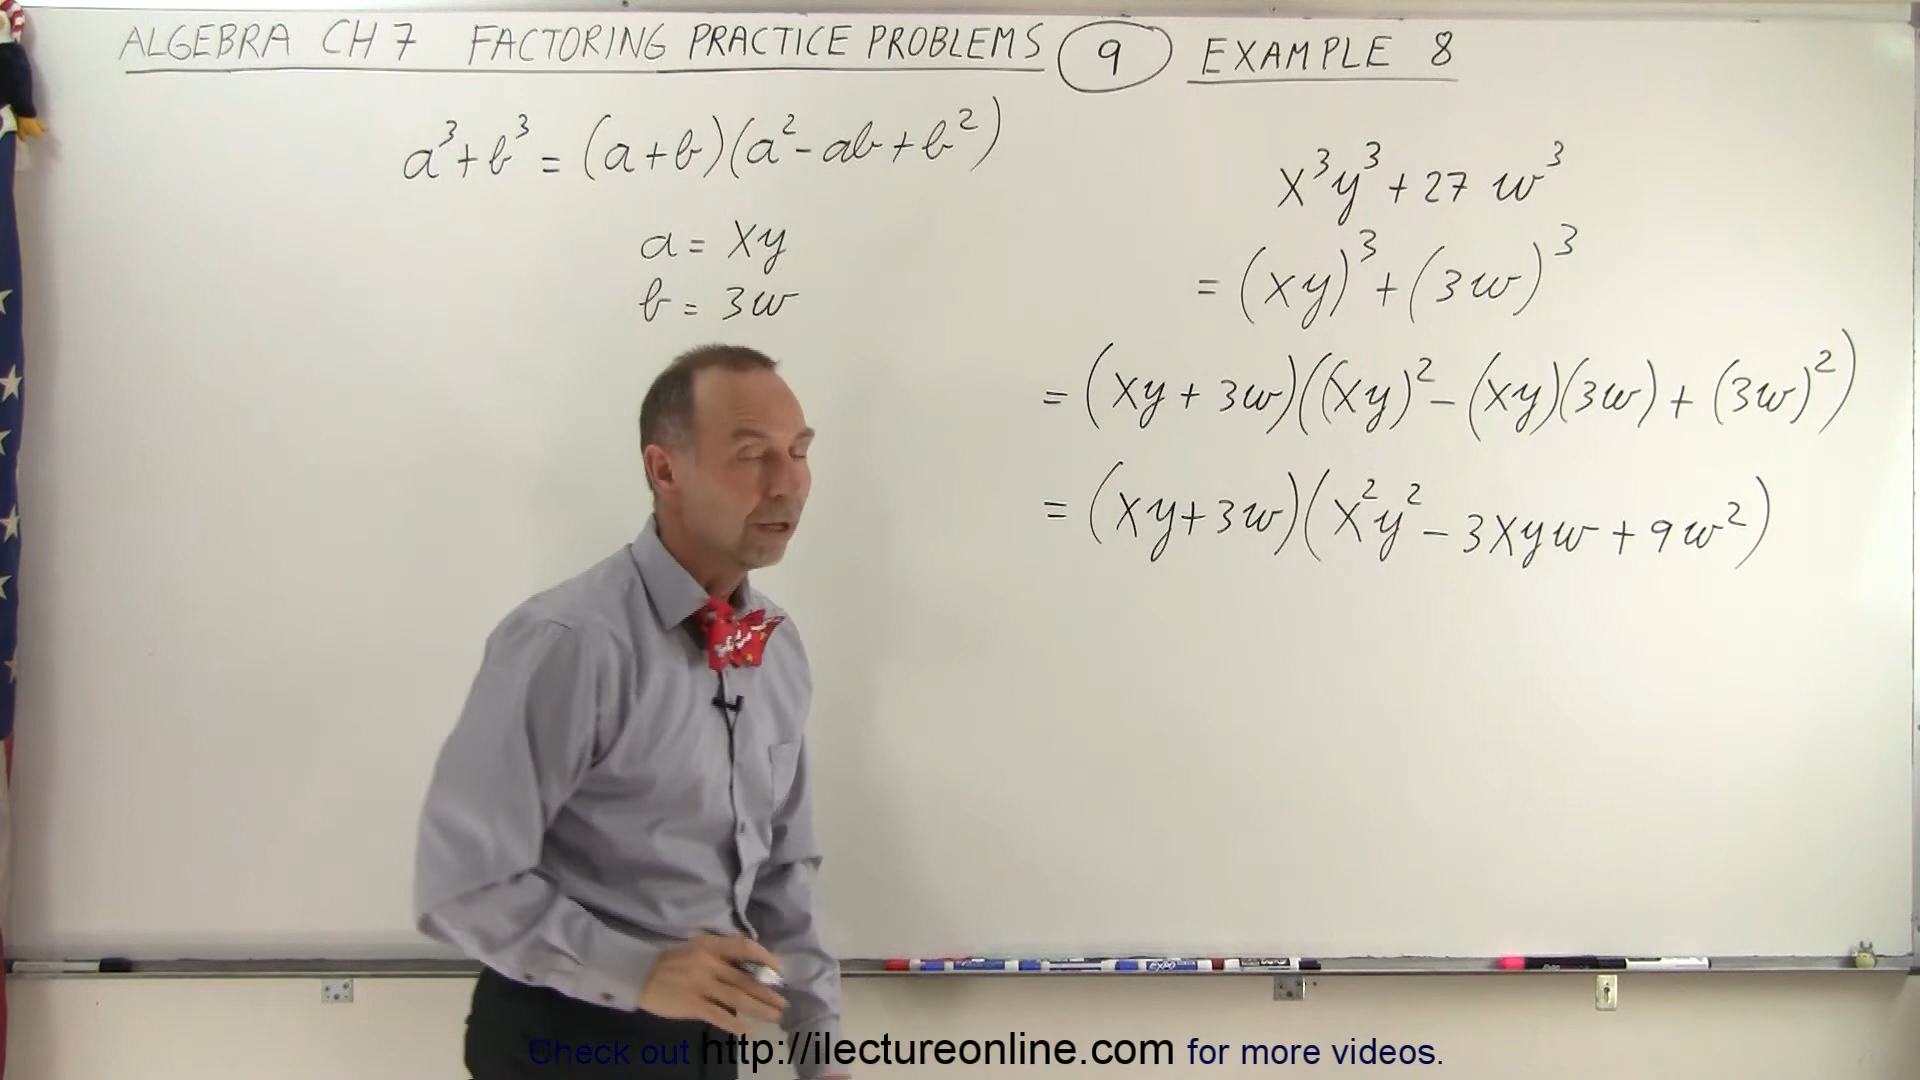 ALGEBRA CH 7 FACTORING PRACTICE PROBLEMS 9 EXAMPLE 8
a³+b³ = (a+b)(a²-ab+b²)
a = xy
b = 3w
x³y³ + 27 w³
= (xy)³ + (3w)³
= (xy + 3w)((xy)² - (xy)(3w) + (3w)²)
= (xy+3w)(x²y² - 3xyw + 9w²)
EXPO
Check out http://ilectureonline.com for more videos.